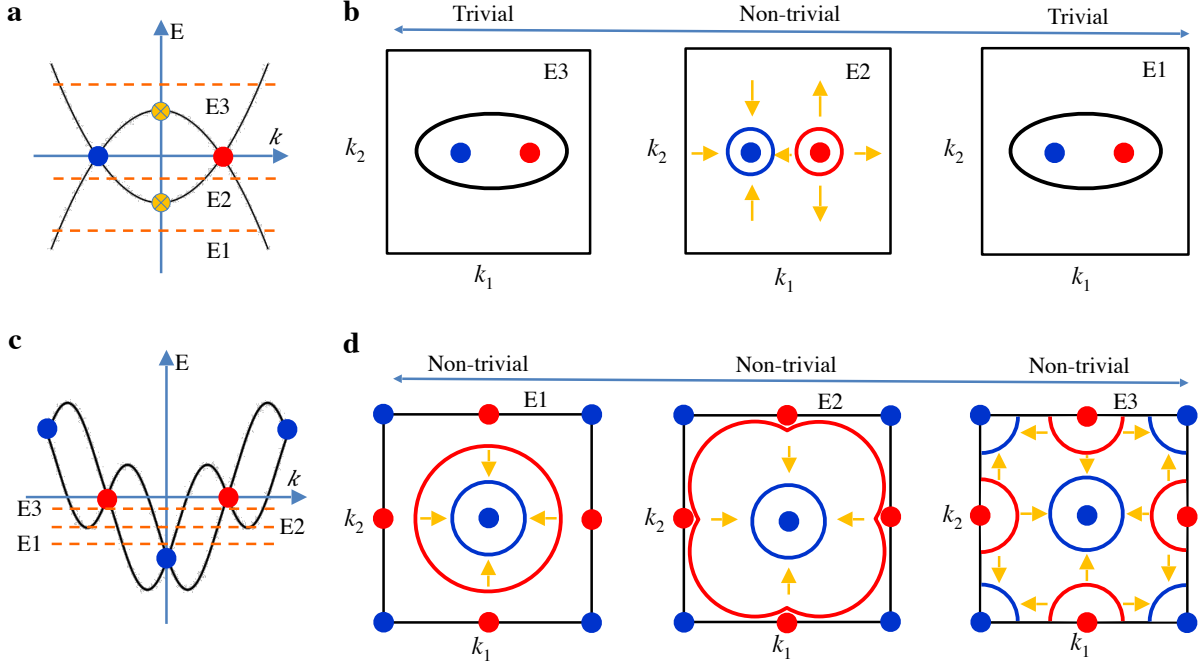 a
E
E3
k
E2
E1
b
Trivial
Non-trivial
Trivial
E3
k2
k1
E2
k2
k1
E1
k2
k1
c
E
k
E3
E2
E1
d
Non-trivial
Non-trivial
Non-trivial
E1
k2
k1
E2
k2
k1
E3
k2
k1